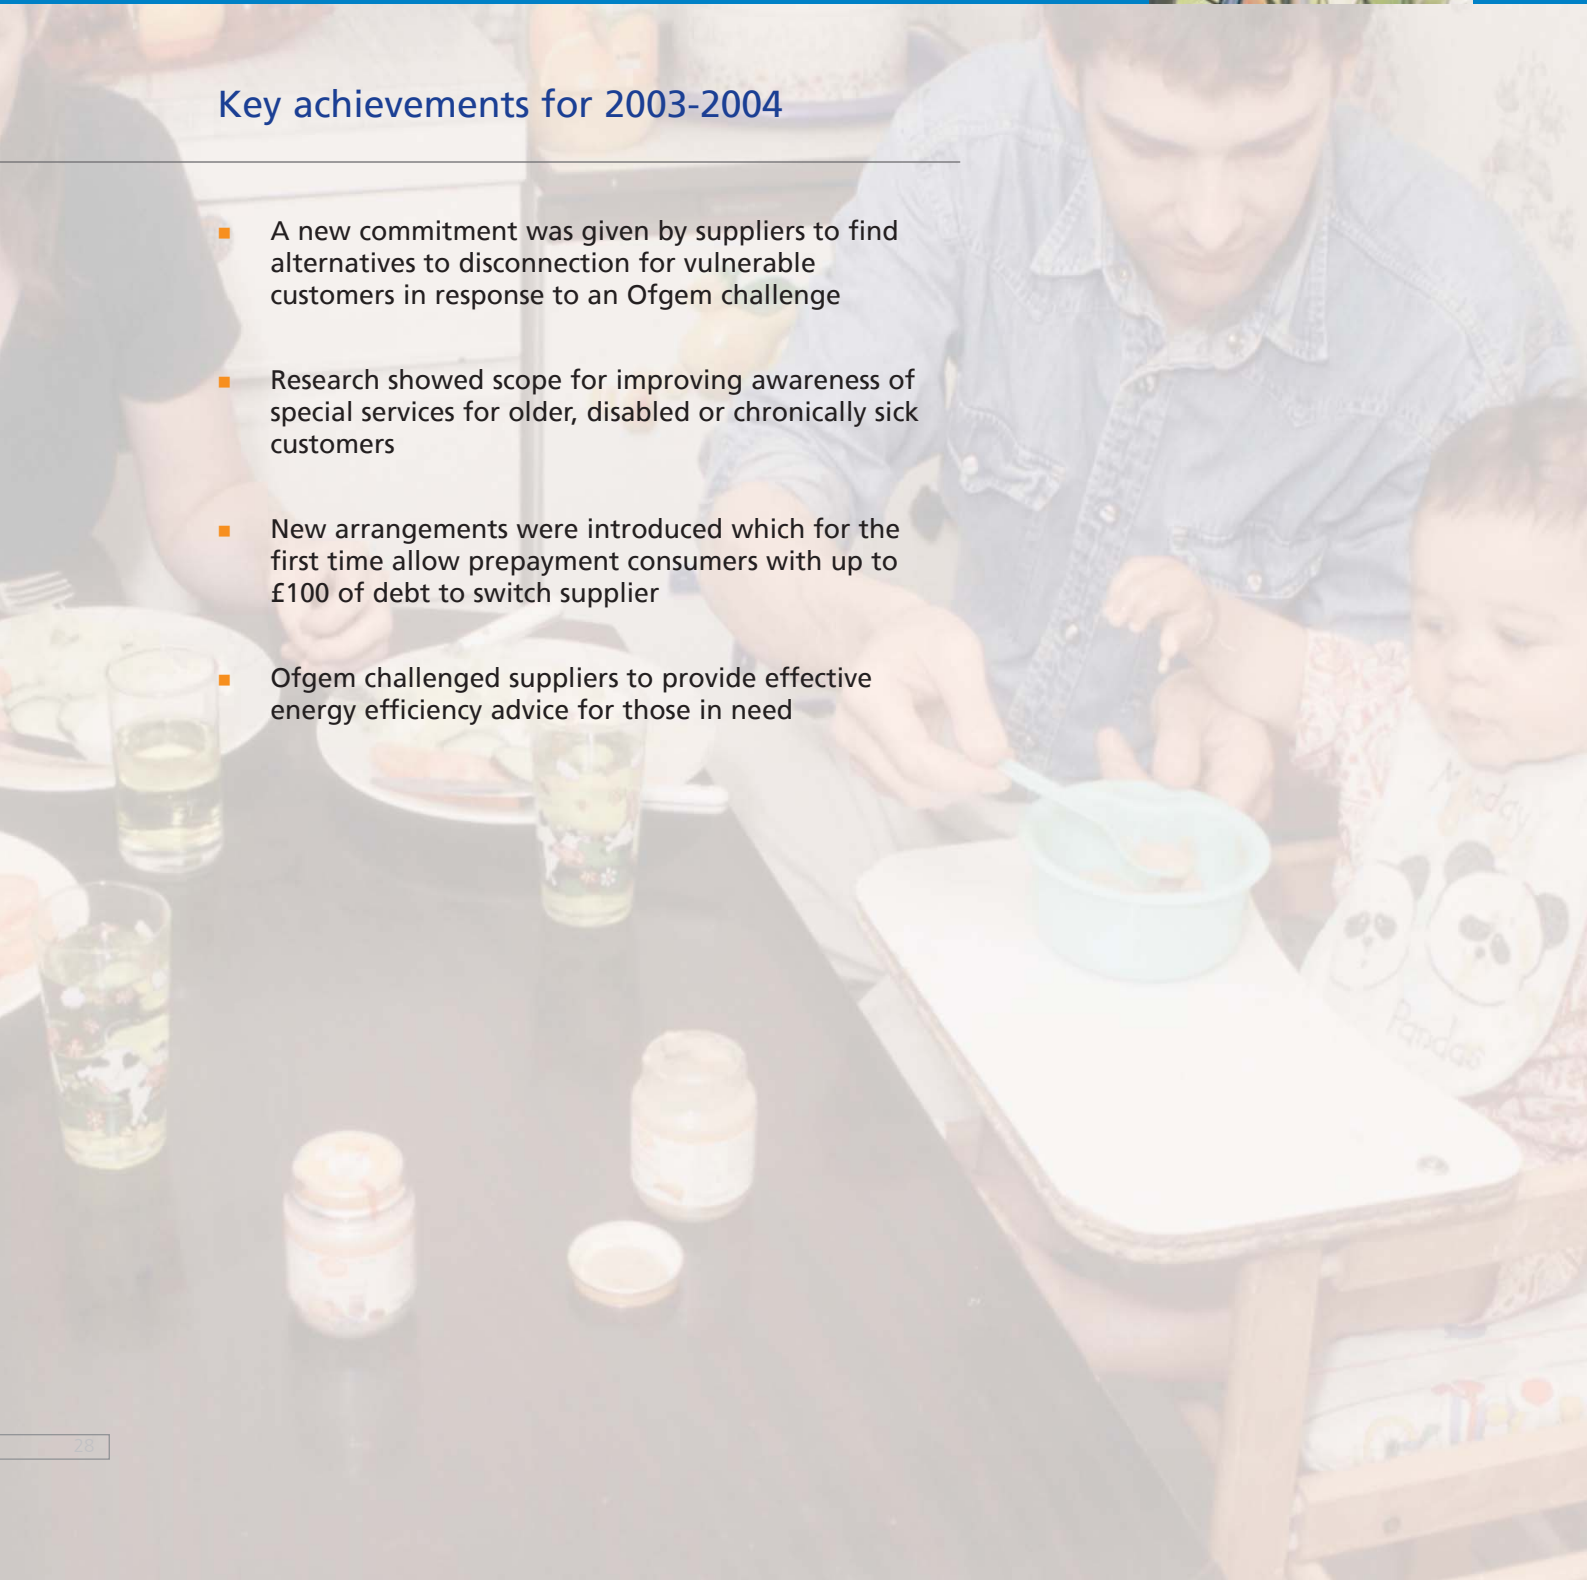 Key achievements for 2003-2004
A new commitment was given by suppliers to find
alternatives to disconnection for vulnerable
customers in response to an Ofgem challenge
Research showed scope for improving awareness of
special services for older, disabled or chronically sick
customers
New arrangements were introduced which for the
first time allow prepayment consumers with up to
£100 of debt to switch supplier
Ofgem challenged suppliers to provide effective
energy efficiency advice for those in need
Pandas
28